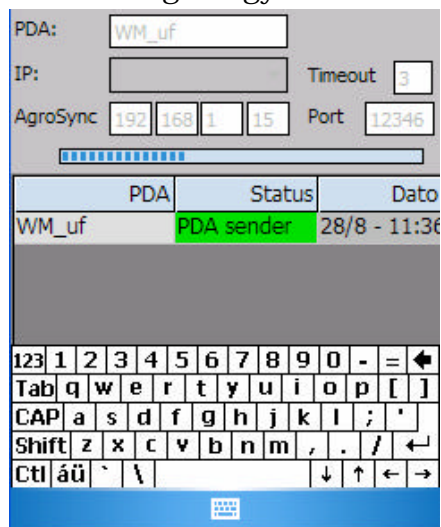 PDA: WM_uf
IP: Timeout 3
AgroSync 192 168 1 15 Port 12346
PDA Status Dato
WM_uf PDA sender 28/8 - 11:36
123 1 2 3 4 5 6 7 8 9 0 - =
Tab q w e r t y u i o p [ ]
CAP a s d f g h j k l ; '
Shift z x c v b n m , . /
Ctl áü ` \ ↓ ↑ ← →